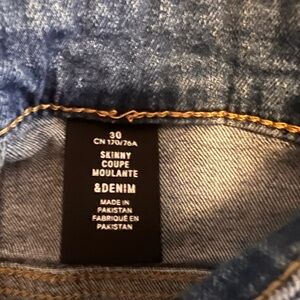 30
CN 170/76A
SKINNY
COUPE
MOULANTE
&DENIM
MADE IN
PAKISTAN
FABRIQUÉ EN
PAKISTAN